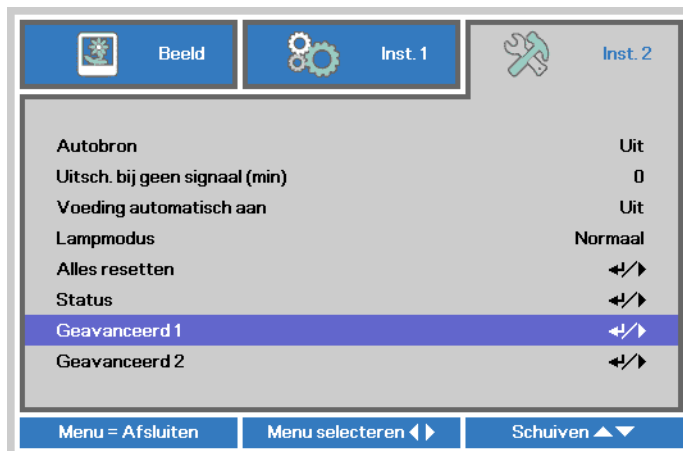 Beeld Inst. 1 Inst. 2
Autobron Uit
Uitsch. bij geen signaal (min) 0
Voeding automatisch aan Uit
Lampmodus Normaal
Alles resetten
Status
Geavanceerd 1
Geavanceerd 2
Menu = Afsluiten Menu selecteren Schuiven